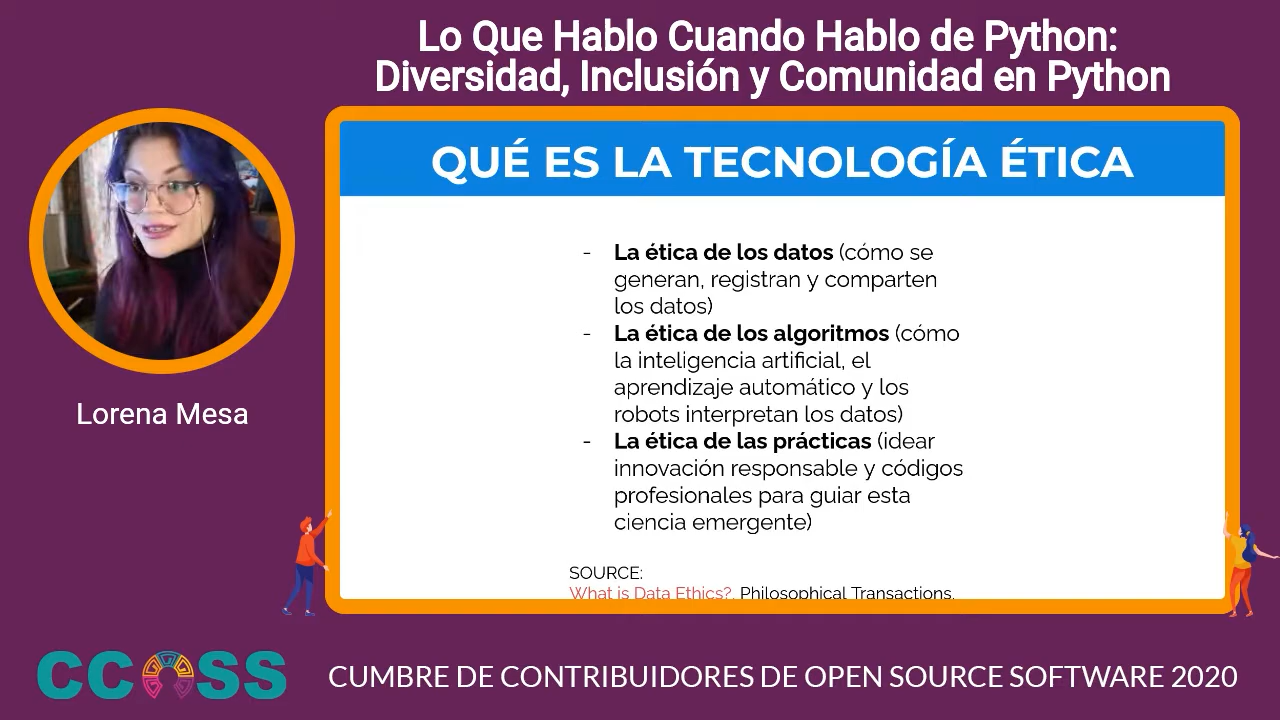 Lo Que Hablo Cuando Hablo de Python:
Diversidad, Inclusión y Comunidad en Python
QUÉ ES LA TECNOLOGÍA ÉTICA
- La ética de los datos (cómo se
generan, registran y comparten
los datos)
- La ética de los algoritmos (cómo
la inteligencia artificial, el
aprendizaje automático y los
robots interpretan los datos)
- La ética de las prácticas (idear
innovación responsable y códigos
profesionales para guiar esta
ciencia emergente)
SOURCE:
What is Data Ethics?. Philosophical Transactions.
Lorena Mesa
CCOSS
CUMBRE DE CONTRIBUIDORES DE OPEN SOURCE SOFTWARE 2020